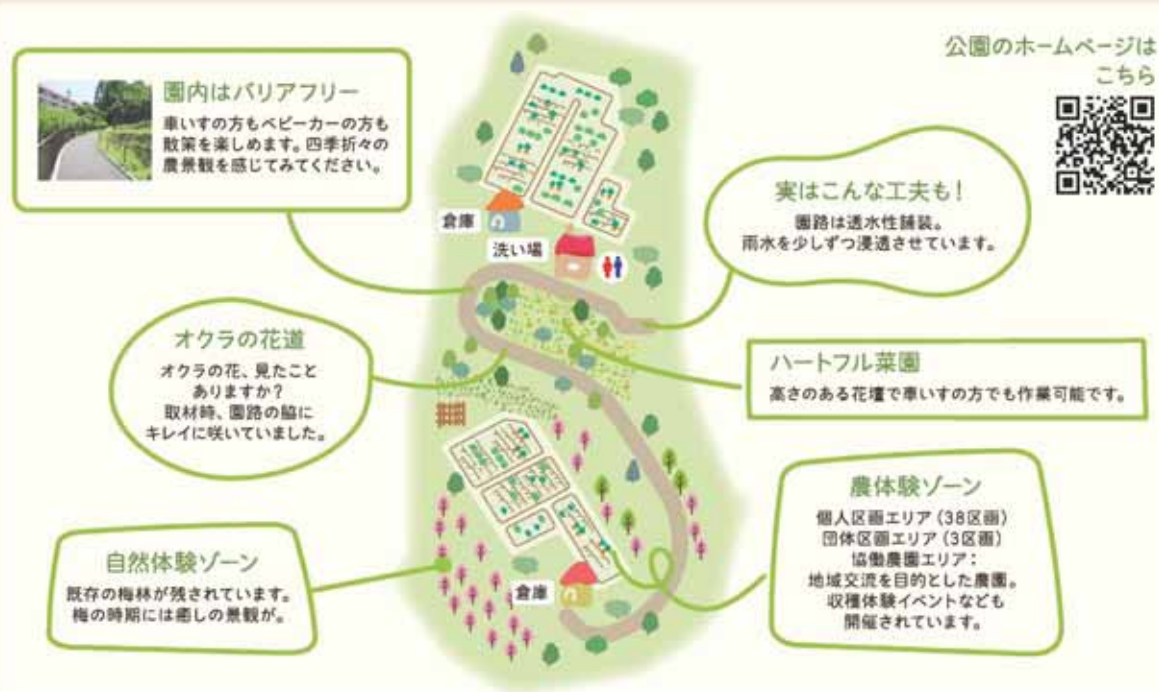 公園のホームページは
こちら
園内はバリアフリー
車いすの方もベビーカーの方も
散策を楽しめます。四季折々の
農景観を感じてみてください。
実はこんな工夫も！
園路は透水性舗装。
雨水を少しずつ浸透させています。
倉庫
洗い場
オクラの花道
オクラの花、見たこと
ありますか？
取材時、園路の脇に
キレイに咲いていました。
ハートフル菜園
高さのある花壇で車いすの方でも作業可能です。
農体験ゾーン
個人区画エリア（38区画）
団体区画エリア（3区画）
協働農園エリア：
地域交流を目的とした農園。
収穫体験イベントなども
開催されています。
自然体験ゾーン
既存の梅林が残されています。
梅の時期には癒しの景観が。
倉庫